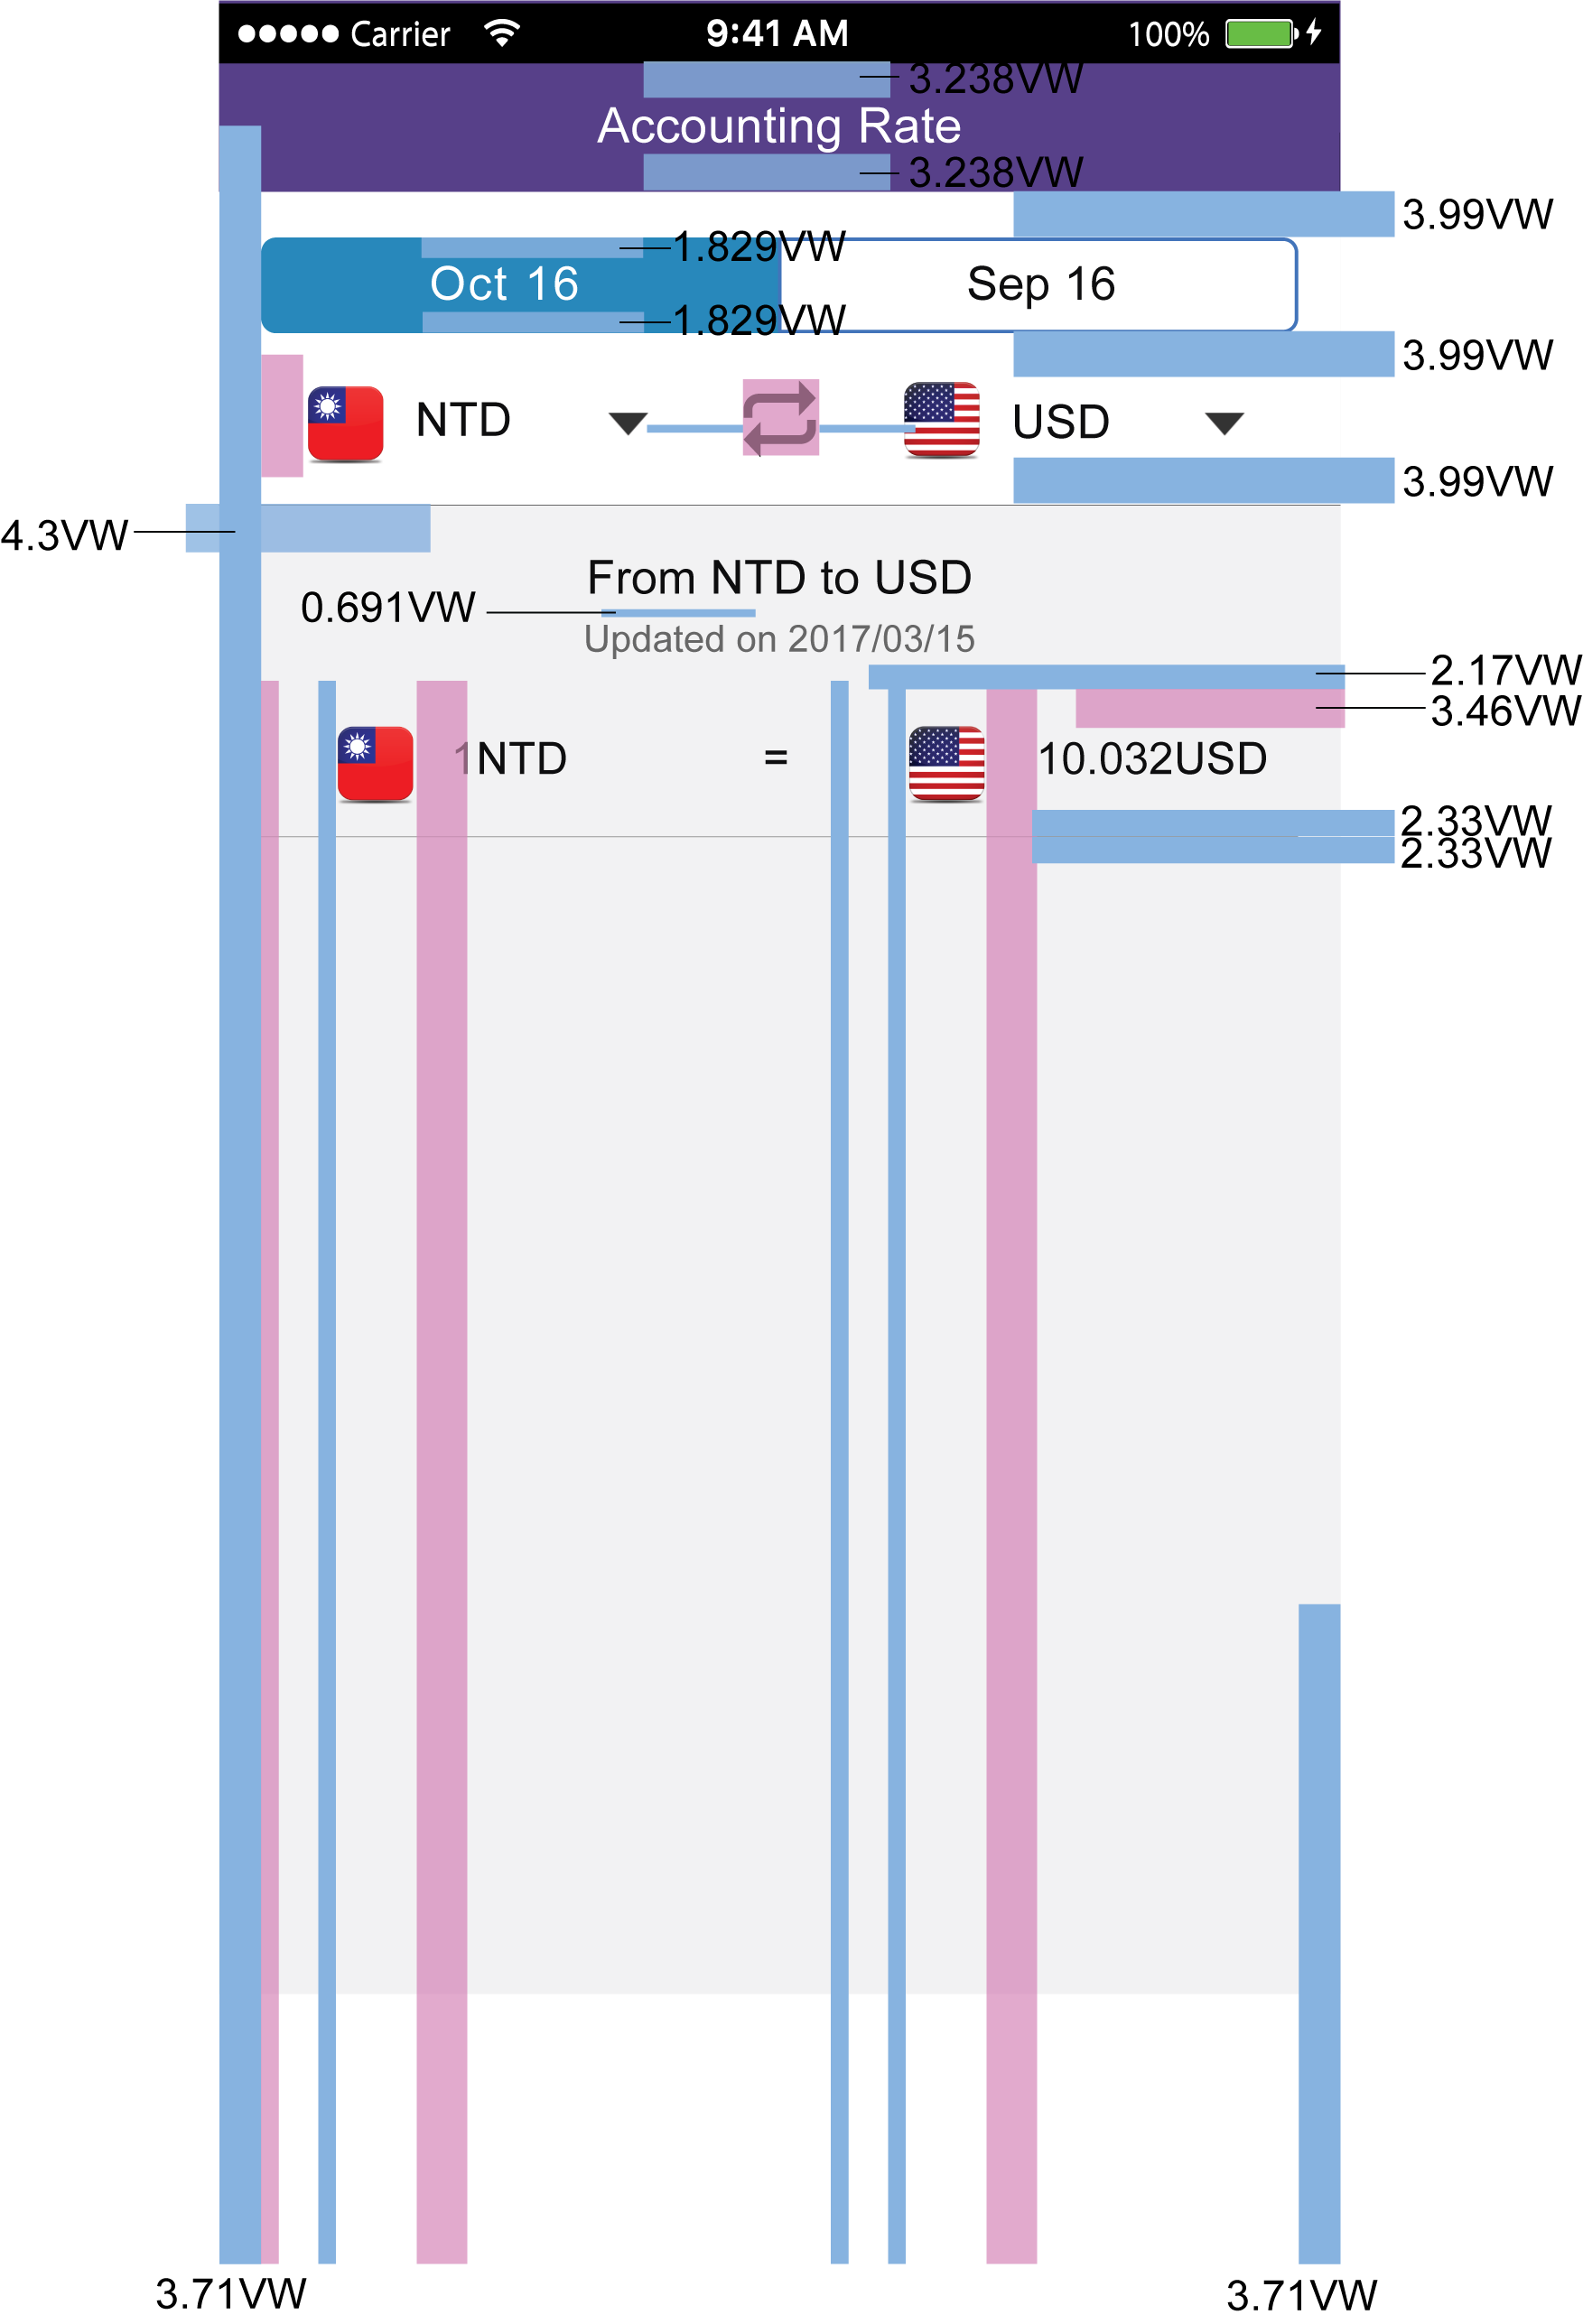 Carrier 9:41 AM 100%
3.238VW
Accounting Rate
3.238VW
3.99VW
1.829VW
Oct 16 Sep 16
1.829VW
3.99VW
NTD USD
3.99VW
4.3VW
From NTD to USD
0.691VW
Updated on 2017/03/15
2.17VW
3.46VW
1NTD = 10.032USD
2.33VW
2.33VW
3.71VW 3.71VW